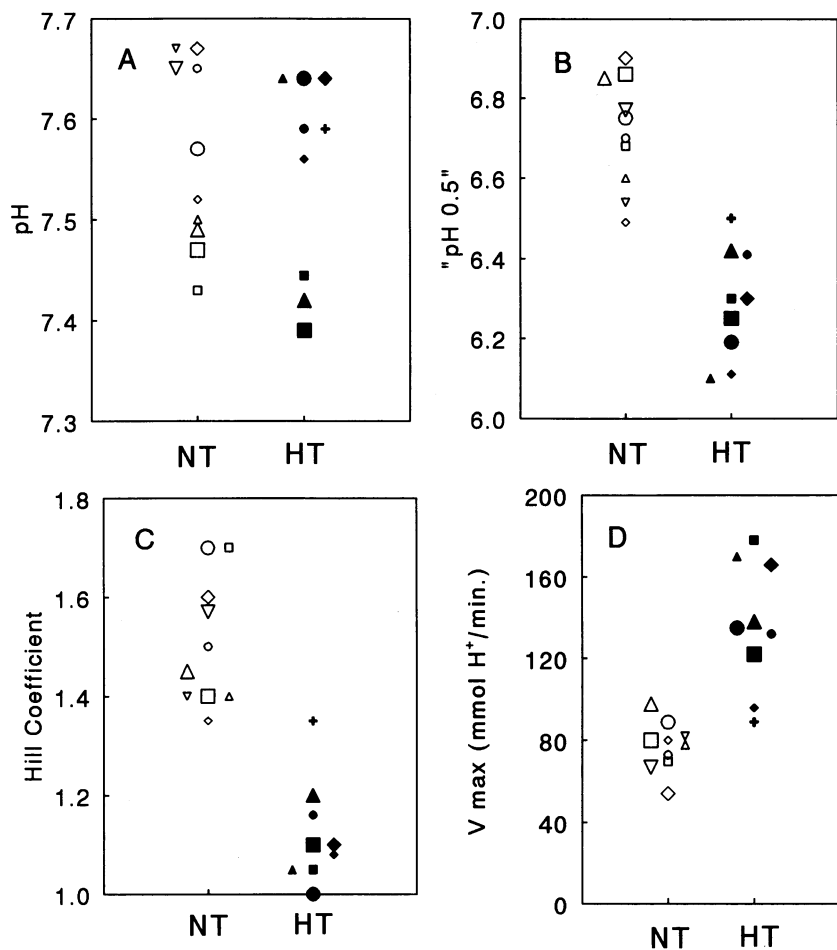 A
pH
7.7
7.6
7.5
7.4
7.3
NT HT
B
"pH 0.5"
7.0
6.8
6.6
6.4
6.2
6.0
NT HT
C
Hill Coefficient
1.8
1.6
1.4
1.2
1.0
NT HT
D
V max (mmol H⁺/min.)
200
160
120
80
40
0
NT HT